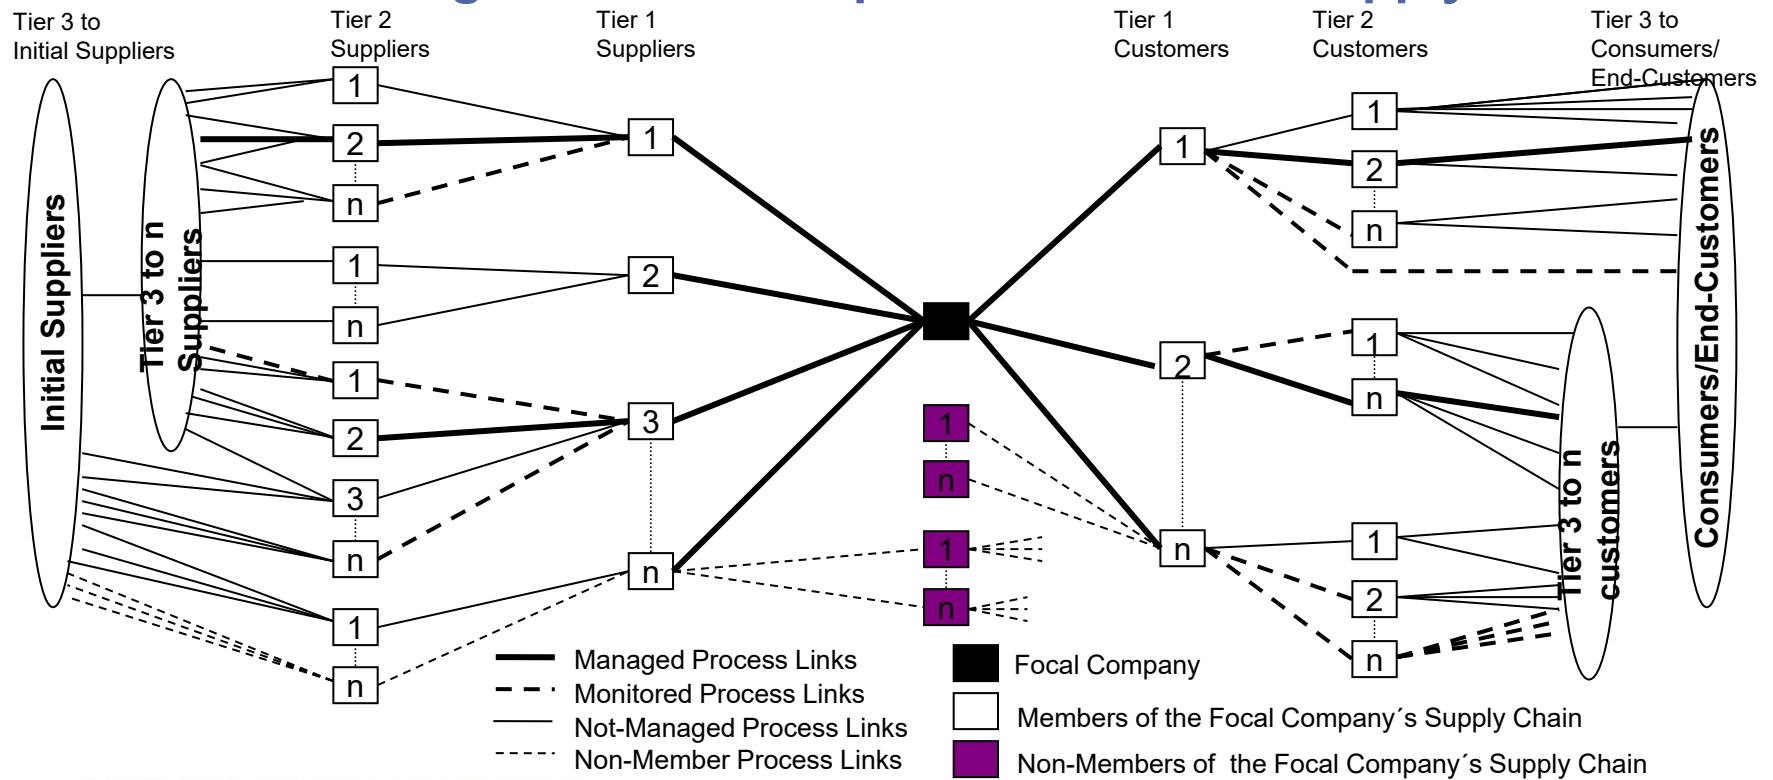 Tier 3 to
Initial Suppliers
Tier 2
Suppliers
Tier 1
Suppliers
Tier 1
Customers
Tier 2
Customers
Tier 3 to
Consumers/
End-Customers
Initial Suppliers
Tier 3 to n
Suppliers
1
2
n
1
n
1
2
3
n
1
n
1
2
3
n
1
n
1
n
1
2
n
1
2
n
1
n
1
2
n
Tier 3 to n
customers
Consumers/End-Customers
Managed Process Links
Monitored Process Links
Not-Managed Process Links
Non-Member Process Links
Focal Company
Members of the Focal Company´s Supply Chain
Non-Members of the Focal Company´s Supply Chain